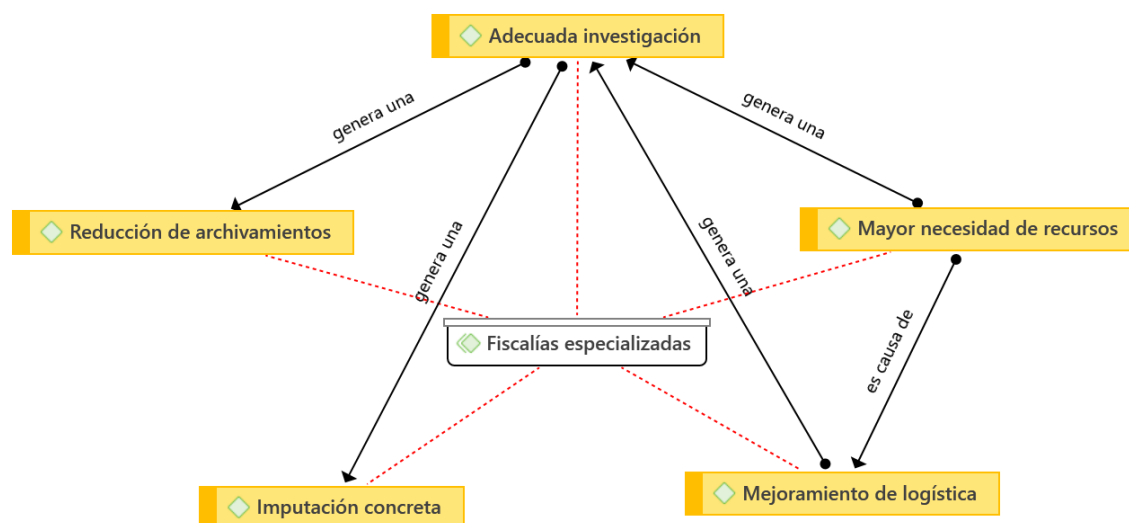 Adecuada investigación
genera una
genera una
Reducción de archivamientos
genera una
genera una
Mayor necesidad de recursos
Fiscalías especializadas
es causa de
Imputación concreta
Mejoramiento de logística